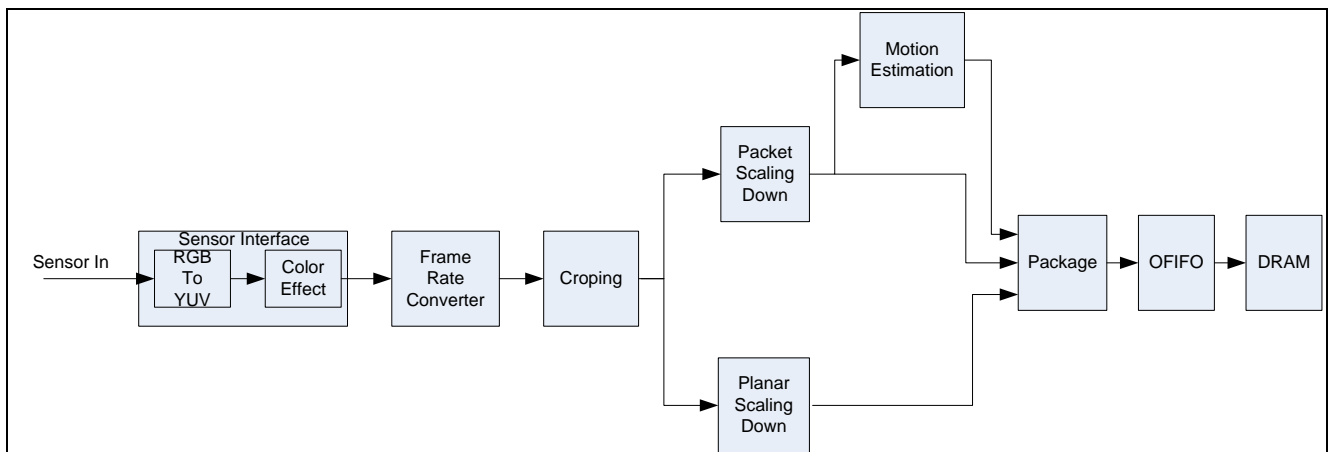 Motion
Estimation
Packet
Scaling
Down
Sensor Interface
Sensor In
RGB
To
YUV
Color
Effect
Frame
Rate
Converter
Croping
Package
OFIFO
DRAM
Planar
Scaling
Down